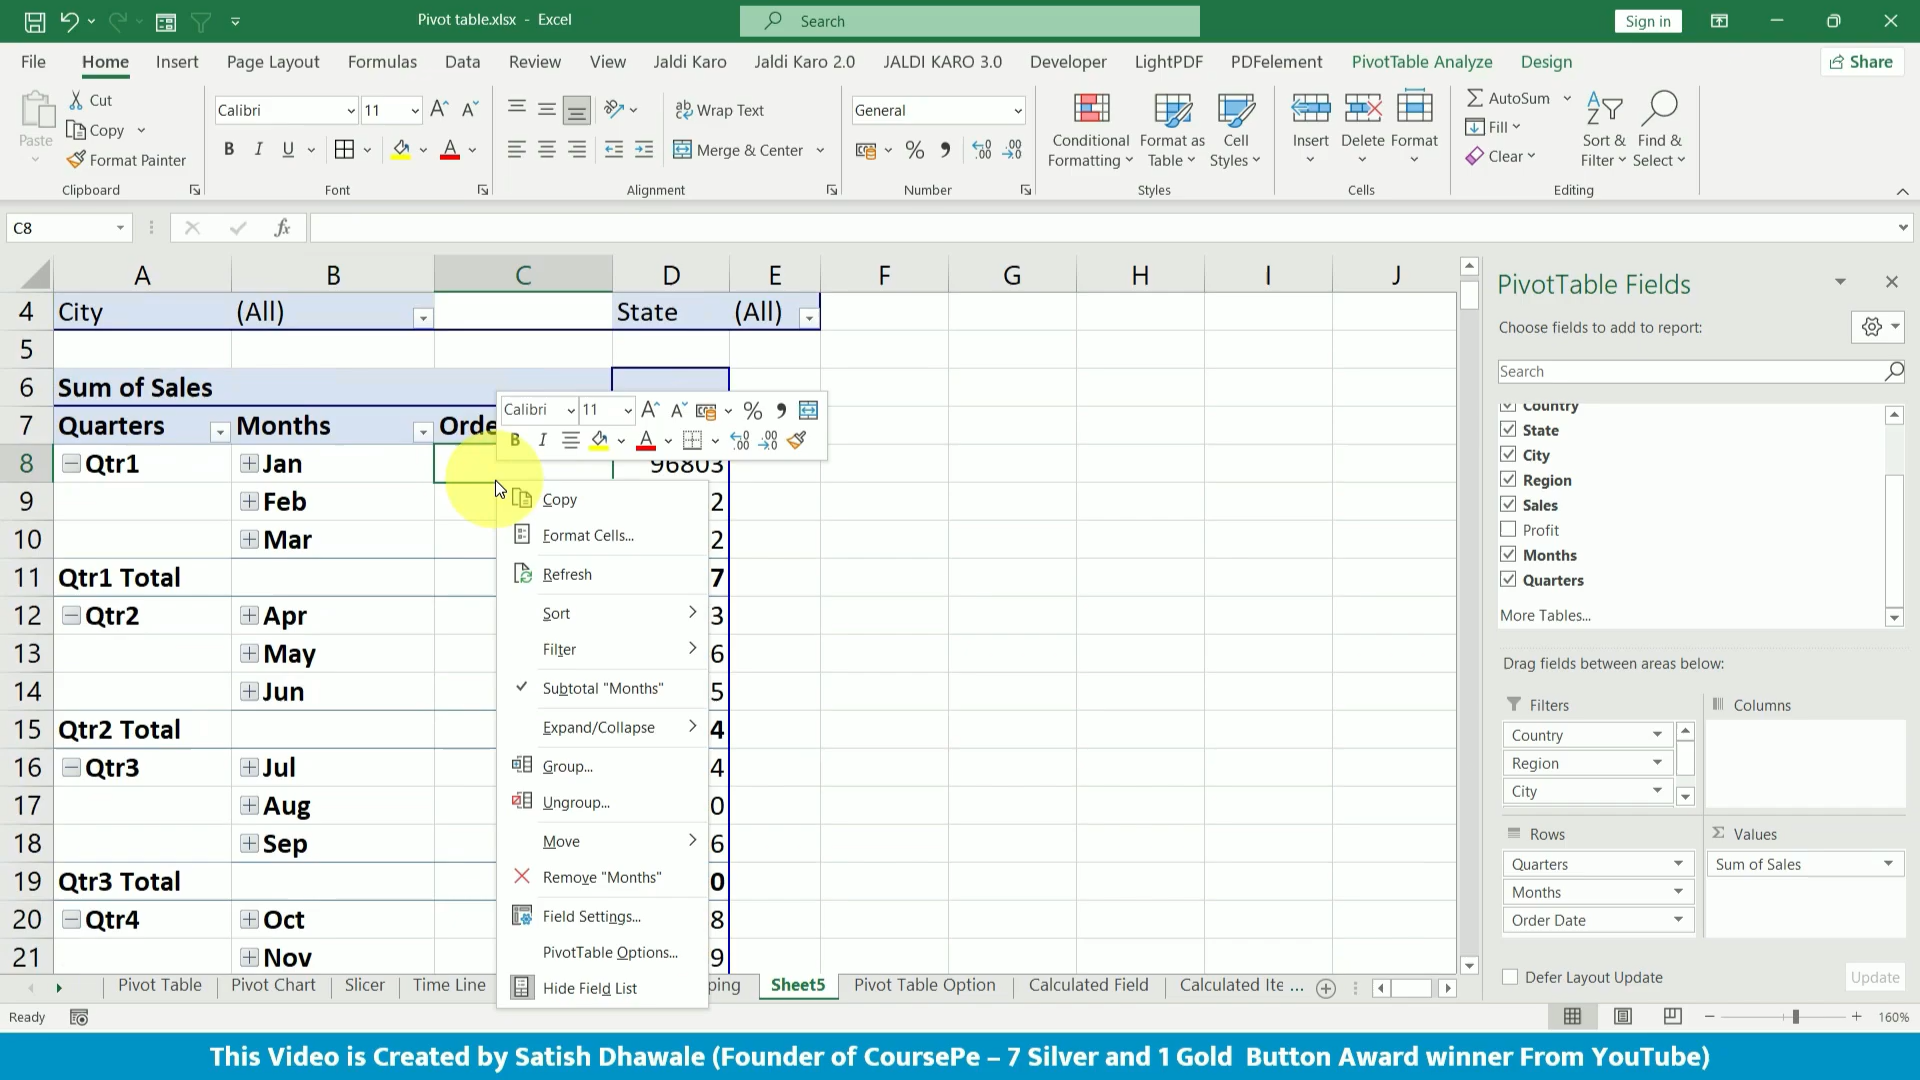 Pivot table.xlsx - Excel
Search
Sign in
File Home Insert Page Layout Formulas Data Review View Jaldi Karo Jaldi Karo 2.0 JALDI KARO 3.0 Developer LightPDF PDFelement PivotTable Analyze Design Share
Paste
Cut
Copy
Format Painter
Clipboard
Calibri 11
B I U
Font
Wrap Text
Merge & Center
Alignment
General
Number
Conditional Formatting
Format as Table
Cell Styles
Styles
Insert
Delete
Format
Cells
AutoSum
Fill
Clear
Sort & Filter
Find & Select
Editing
C8
fx
A B C D E F G H I J
4 City (All) State (All)
5
6 Sum of Sales
7 Quarters Months Orde
8 Qtr1 Jan 96803
9 Feb 2
10 Mar 2
11 Qtr1 Total 7
12 Qtr2 Apr 3
13 May 6
14 Jun 5
15 Qtr2 Total 4
16 Qtr3 Jul 4
17 Aug 0
18 Sep 6
19 Qtr3 Total 0
20 Qtr4 Oct 8
21 Nov 9
Calibri 11
B I
Copy
Format Cells...
Refresh
Sort
Filter
Subtotal "Months"
Expand/Collapse
Group...
Ungroup...
Move
Remove "Months"
Field Settings...
PivotTable Options...
Hide Field List
PivotTable Fields
Choose fields to add to report:
Search
Country
State
City
Region
Sales
Profit
Months
Quarters
More Tables...
Drag fields between areas below:
Filters
Country
Region
City
Columns
Rows
Quarters
Months
Order Date
Values
Sum of Sales
Defer Layout Update
Update
Pivot Table Pivot Chart Slicer Time Line ping Sheet5 Pivot Table Option Calculated Field Calculated Ite ...
Ready
160%
This Video is Created by Satish Dhawale (Founder of CoursePe – 7 Silver and 1 Gold Button Award winner From YouTube)